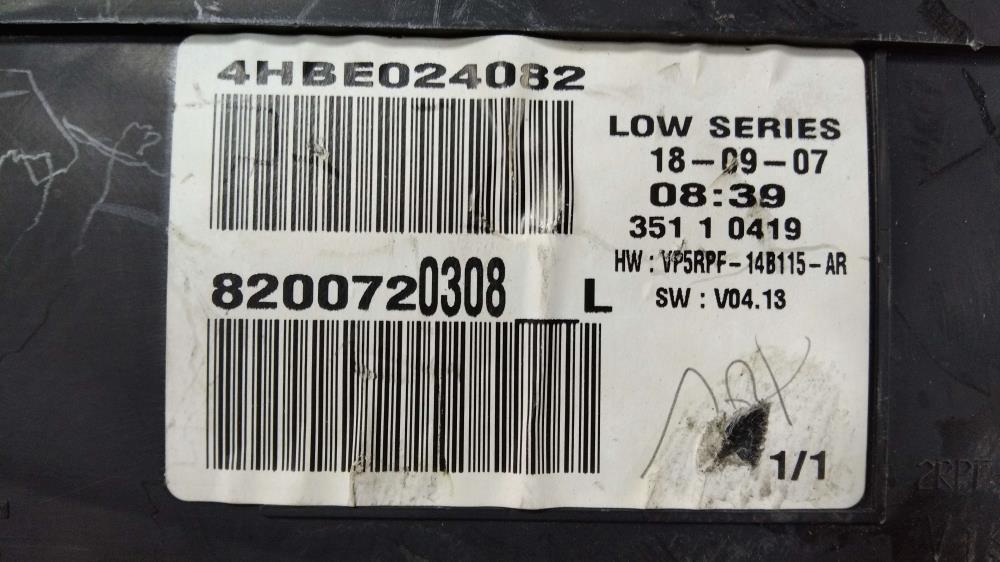 4HBE024082
LOW SERIES
18-09-07
08:39
351 1 0419
HW : VP5RPF-14B115-AR
SW : V04.13
8200720308___L
1/1